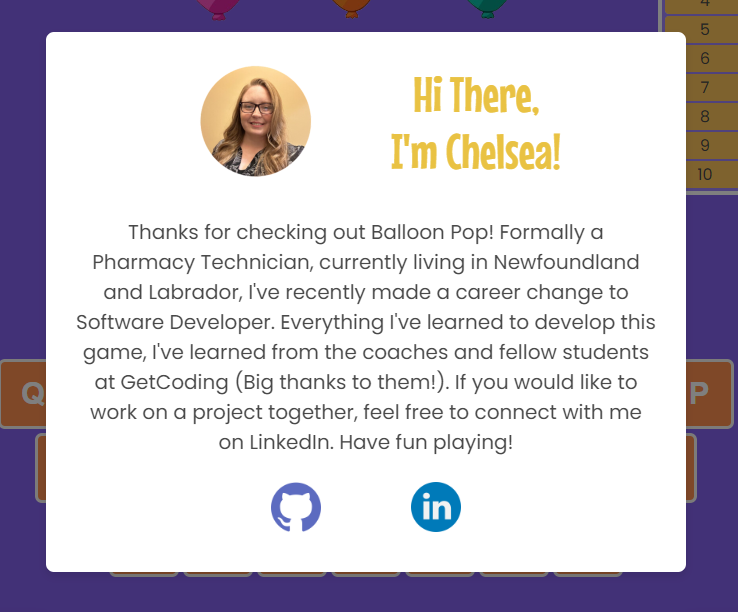 4
5
6
7
8
9
10
Hi There,
I'm Chelsea!
Thanks for checking out Balloon Pop! Formally a
Pharmacy Technician, currently living in Newfoundland
and Labrador, I've recently made a career change to
Software Developer. Everything I've learned to develop this
game, I've learned from the coaches and fellow students
at GetCoding (Big thanks to them!). If you would like to
work on a project together, feel free to connect with me
on LinkedIn. Have fun playing!
Q
P
in